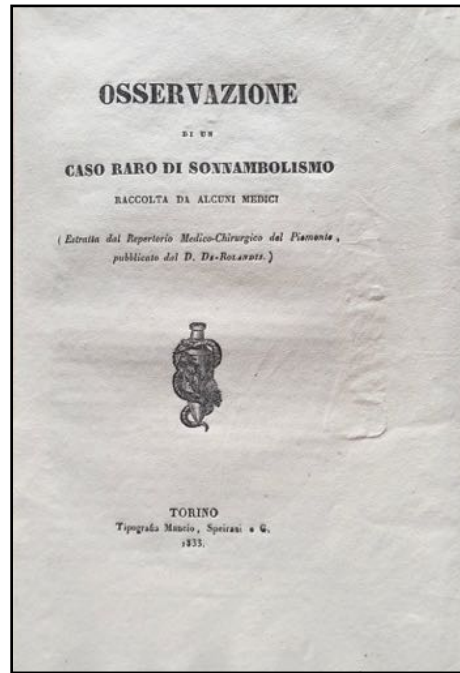 OSSERVAZIONE
DI UN
CASO RARO DI SONNAMBOLISMO
RACCOLTA DA ALCUNI MEDICI
( Estratta dal Repertorio Medico-Chirurgico del Piemonte ,
pubblicato dal D. De-Rolandis. )
TORINO
Tipografia Mancio, Speirani e C.
1833.